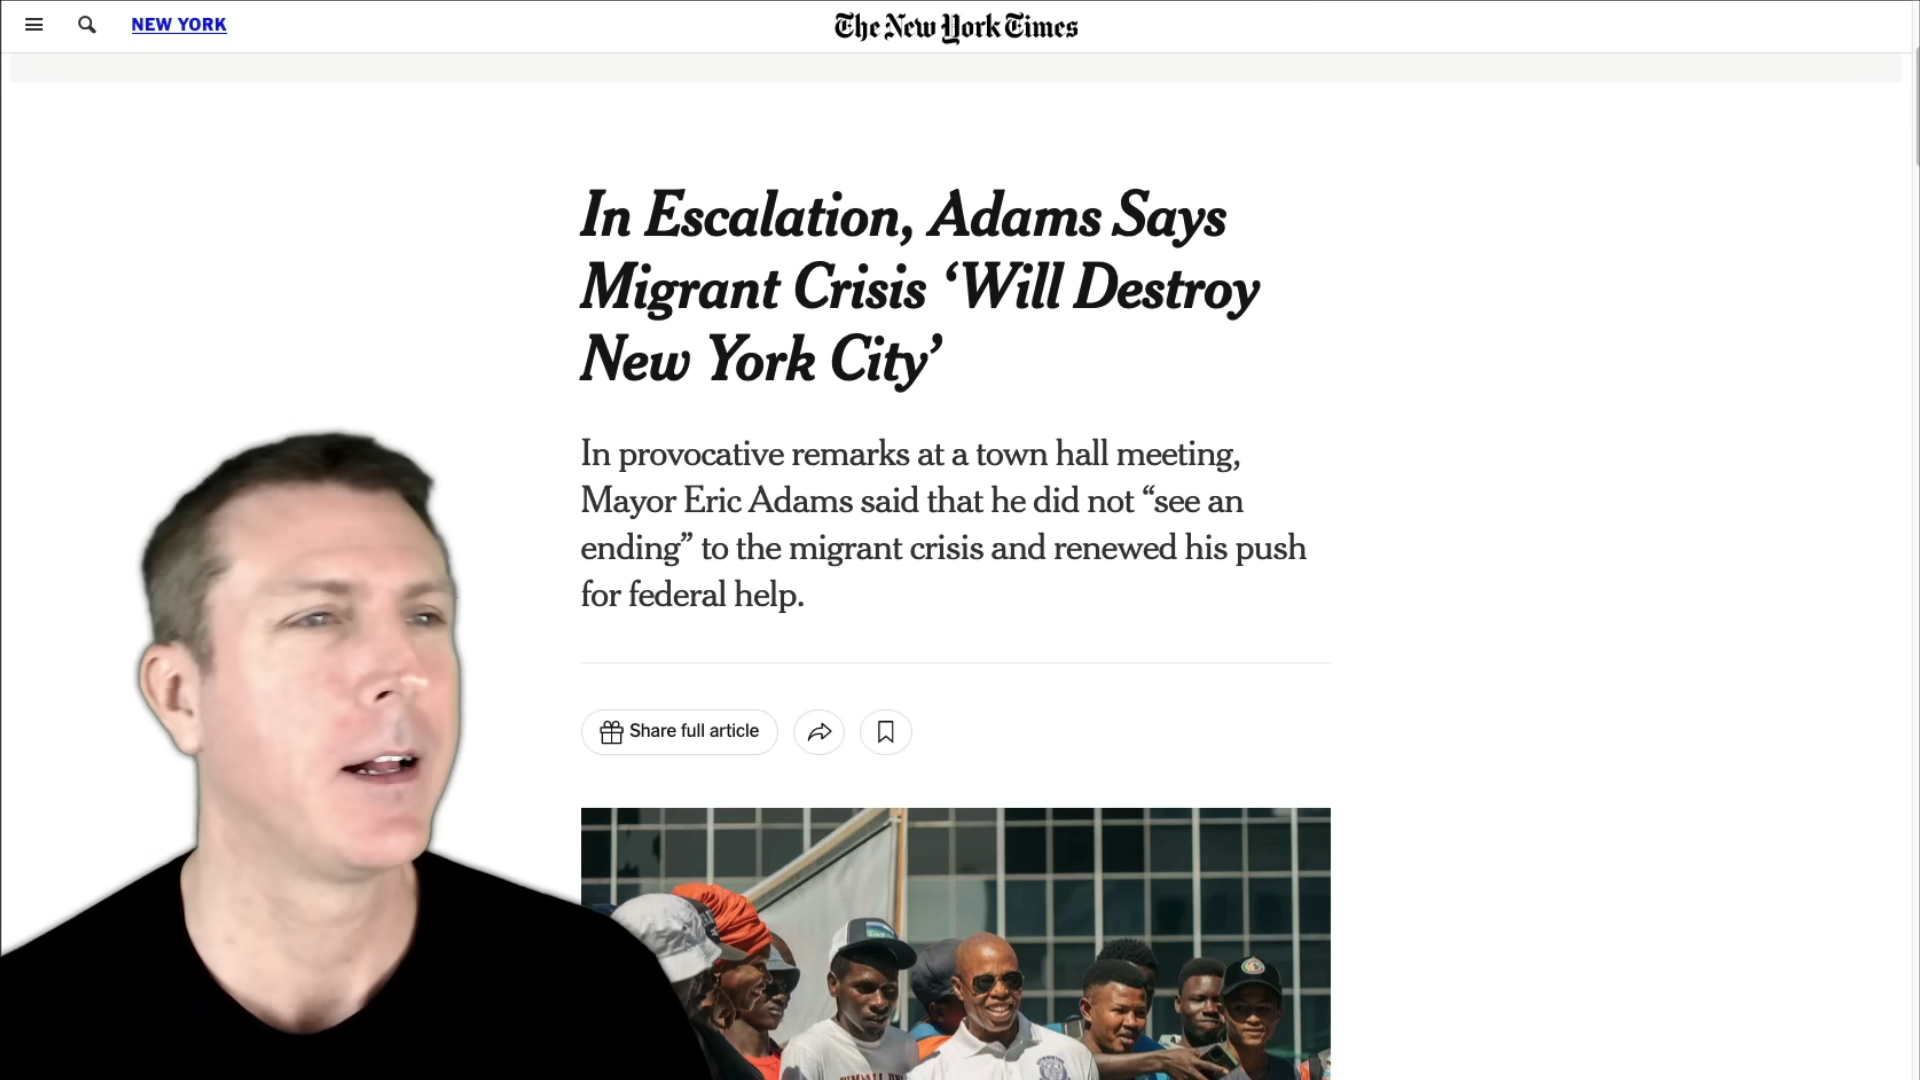 NEW YORK
The New York Times
In Escalation, Adams Says
Migrant Crisis ‘Will Destroy
New York City’
In provocative remarks at a town hall meeting,
Mayor Eric Adams said that he did not “see an
ending” to the migrant crisis and renewed his push
for federal help.
Share full article